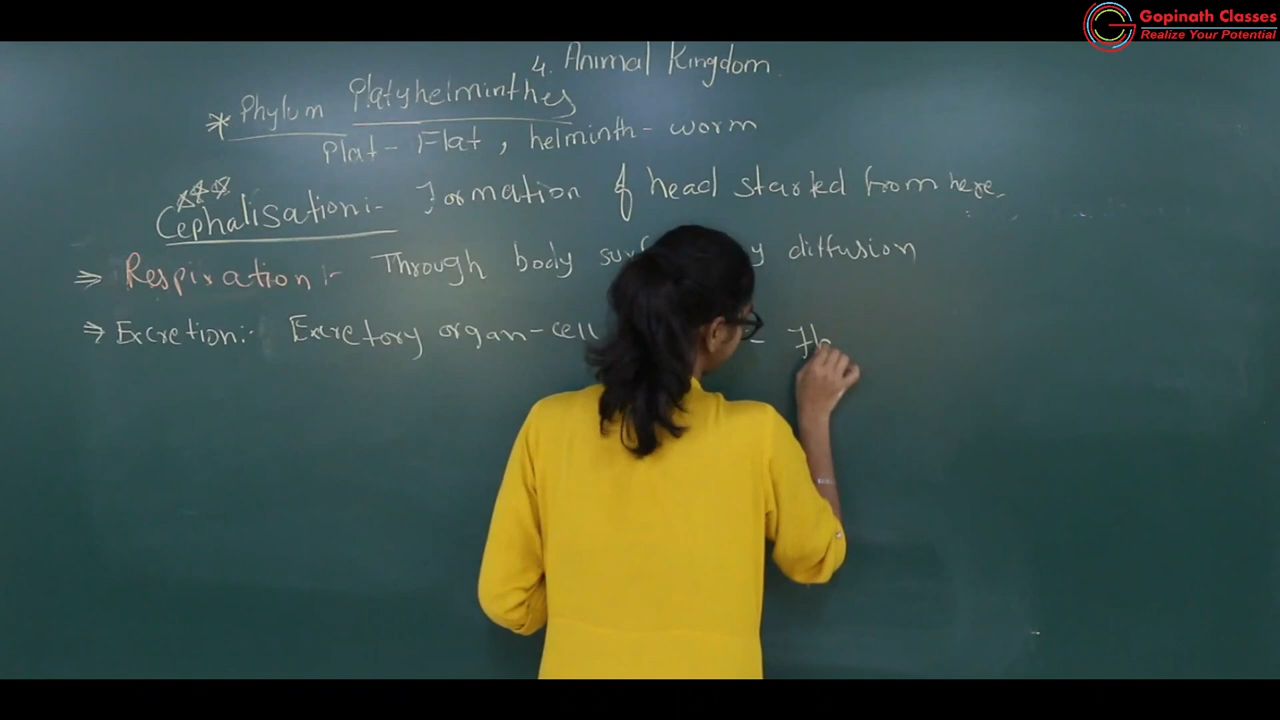 Gopinath Classes
Realize Your Potential
4. Animal Kingdom
* Phylum Platyhelminthes
Plat - Flat, helminth - worm
Cephalisation:- Formation of head started from here.
⇒ Respiration:- Through body diffusion
⇒ Excretion:- Excretory organ - cell -